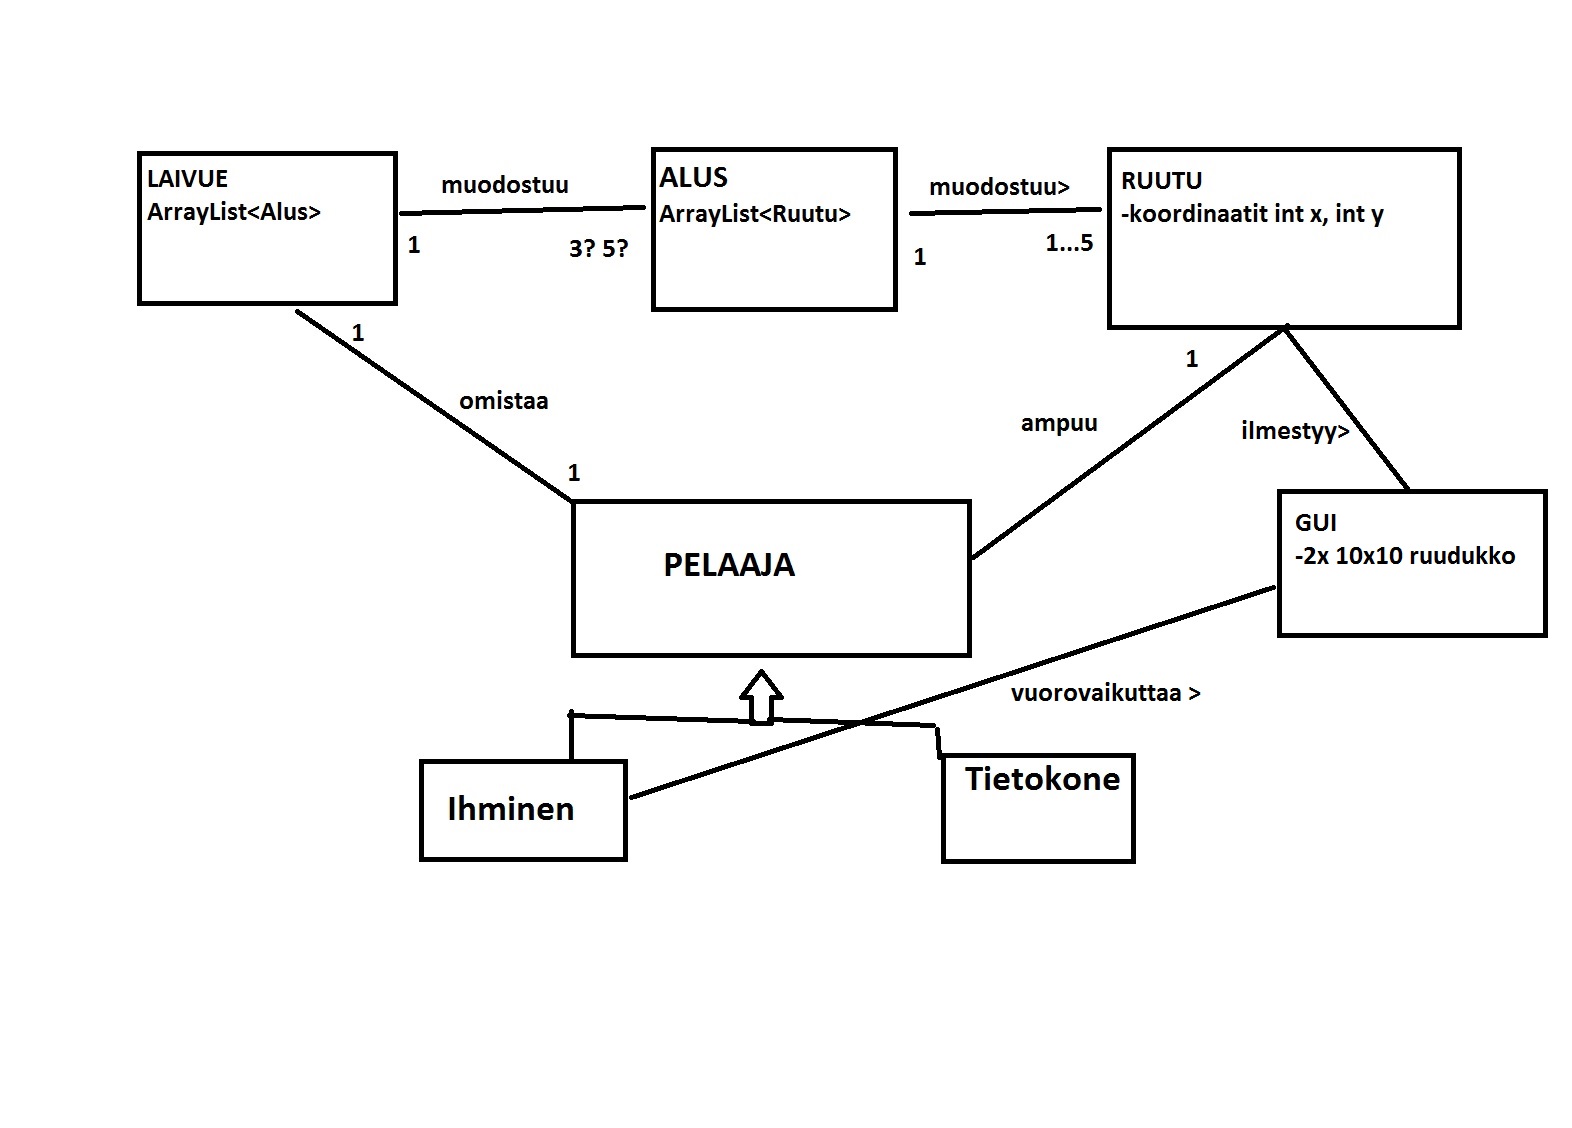 LAIVUE
ArrayList<Alus>
muodostuu
1
3? 5?
ALUS
ArrayList<Ruutu>
muodostuu>
1
1...5
RUUTU
-koordinaatit int x, int y
1
omistaa
1
1
ampuu
ilmestyy>
PELAAJA
GUI
-2x 10x10 ruudukko
vuorovaikuttaa >
Ihminen
Tietokone